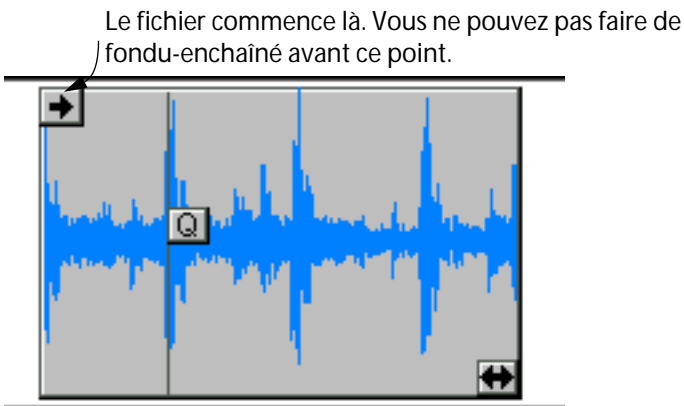 Le fichier commence là. Vous ne pouvez pas faire de
fondu-enchaîné avant ce point.
Q